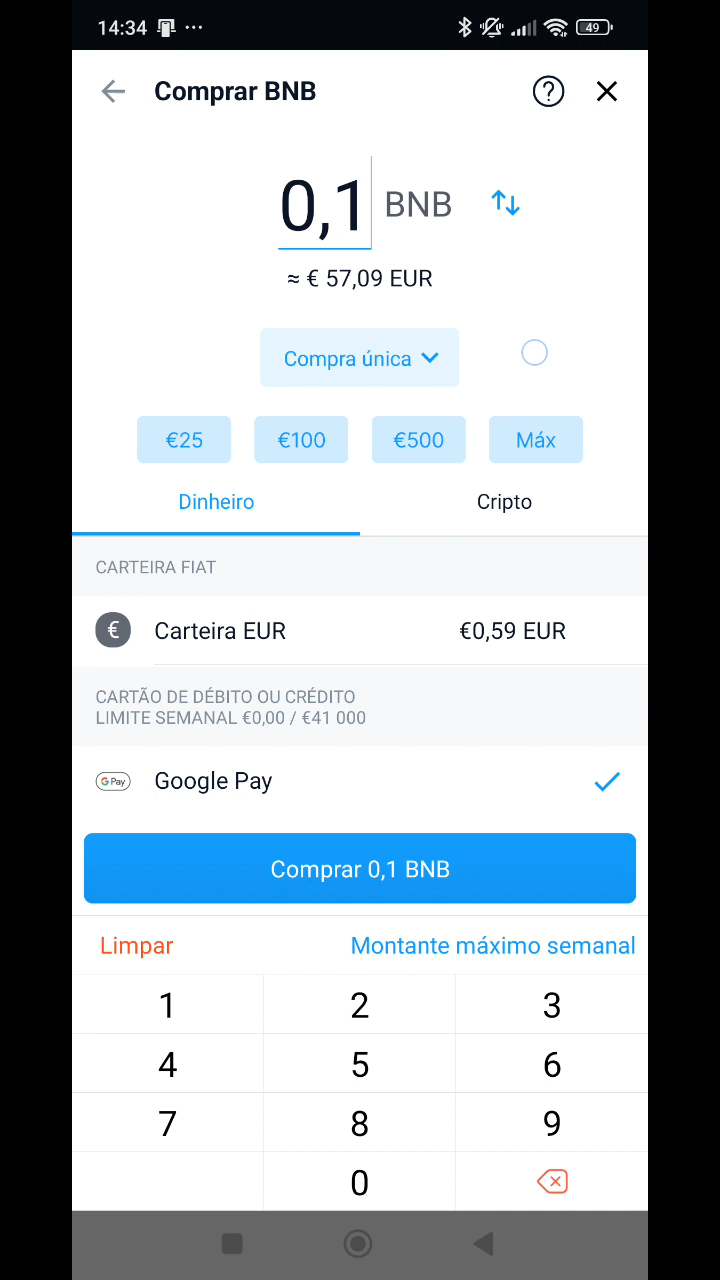 14:34 49
Comprar BNB
0,1 BNB
≈ € 57,09 EUR
Compra única
€25 €100 €500 Máx
Dinheiro Cripto
CARTEIRA FIAT
€ Carteira EUR €0,59 EUR
CARTÃO DE DÉBITO OU CRÉDITO
LIMITE SEMANAL €0,00 / €41 000
G Pay Google Pay
Comprar 0,1 BNB
Limpar Montante máximo semanal
1 2 3
4 5 6
7 8 9
0